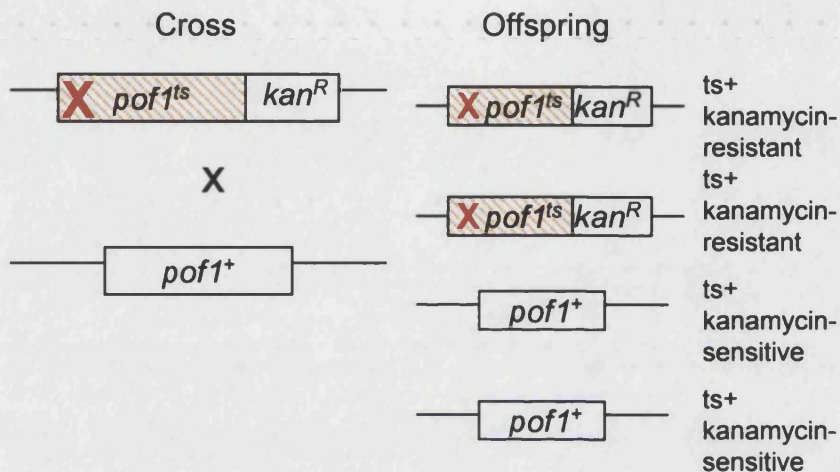 Cross
Offspring
X pof1ts kanR
X
pof1+
X pof1ts kanR
ts+
kanamycin-
resistant
X pof1ts kanR
ts+
kanamycin-
resistant
pof1+
ts+
kanamycin-
sensitive
pof1+
ts+
kanamycin-
sensitive